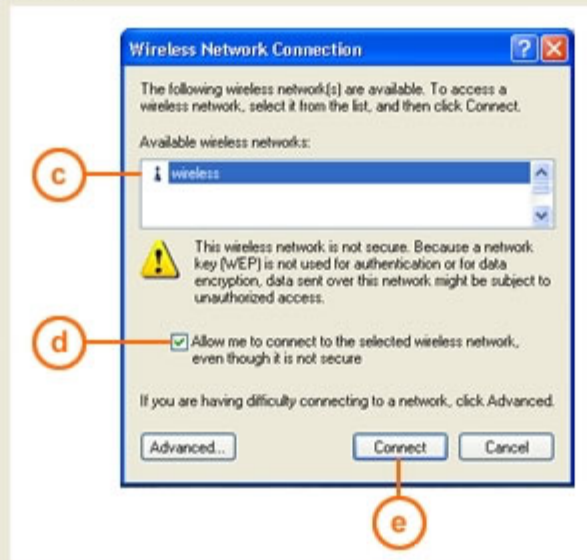 Wireless Network Connection
The following wireless network(s) are available. To access a
wireless network, select it from the list, and then click Connect.
Available wireless networks:
c
wireless
This wireless network is not secure. Because a network
key (WEP) is not used for authentication or for data
encryption, data sent over this network might be subject to
unauthorized access.
d
Allow me to connect to the selected wireless network,
even though it is not secure
If you are having difficulty connecting to a network, click Advanced.
Advanced... Connect Cancel
e